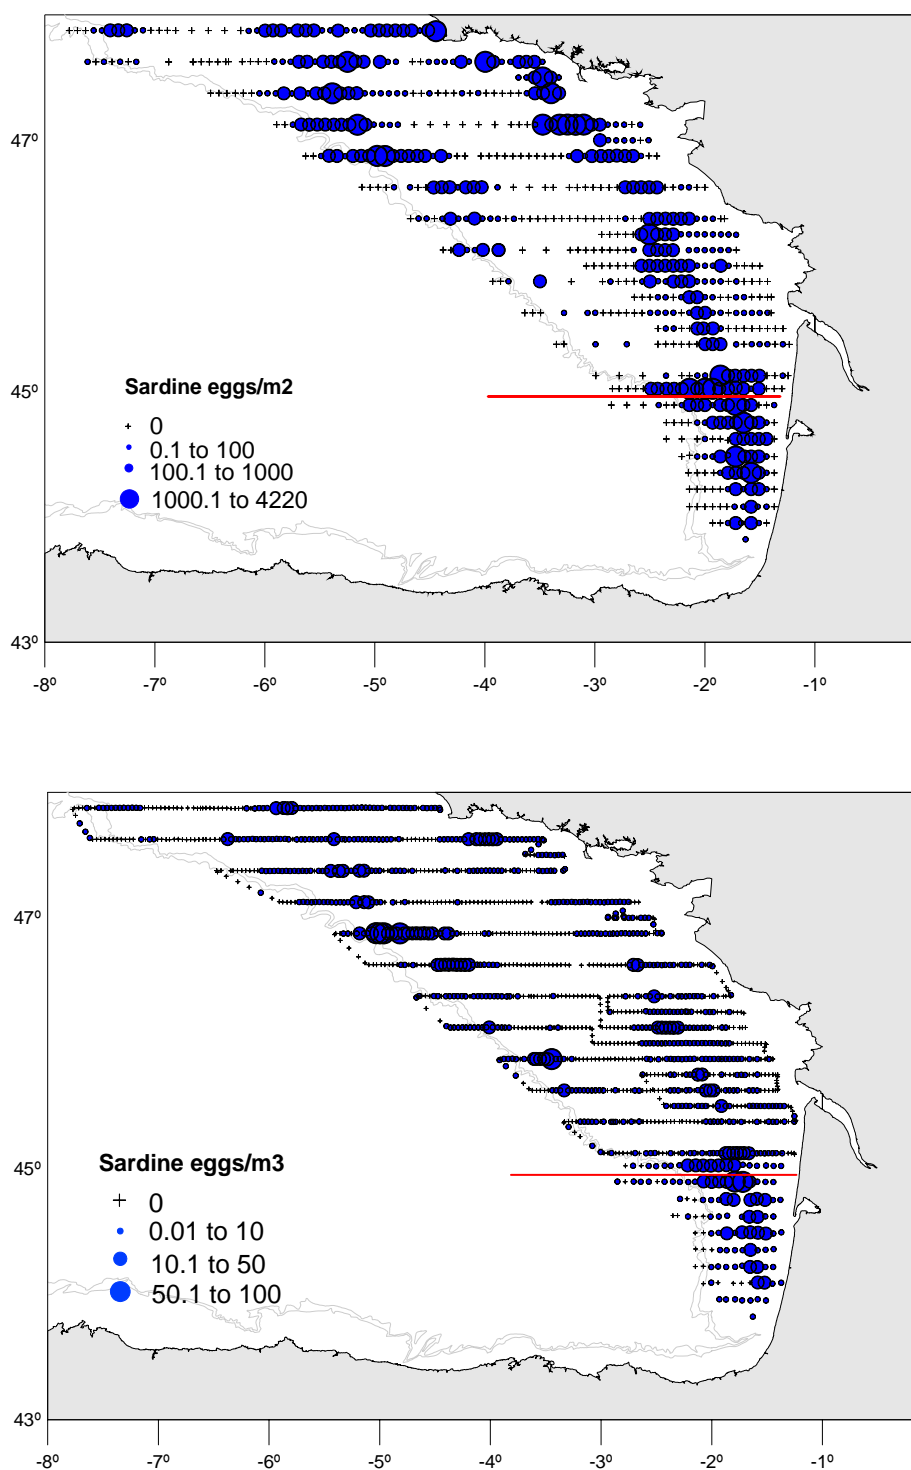 47º
45º
Sardine eggs/m2
0
0.1 to 100
100.1 to 1000
1000.1 to 4220
43º
-8º -7º -6º -5º -4º -3º -2º -1º
47º
45º
Sardine eggs/m3
0
0.01 to 10
10.1 to 50
50.1 to 100
43º
-8º -7º -6º -5º -4º -3º -2º -1º